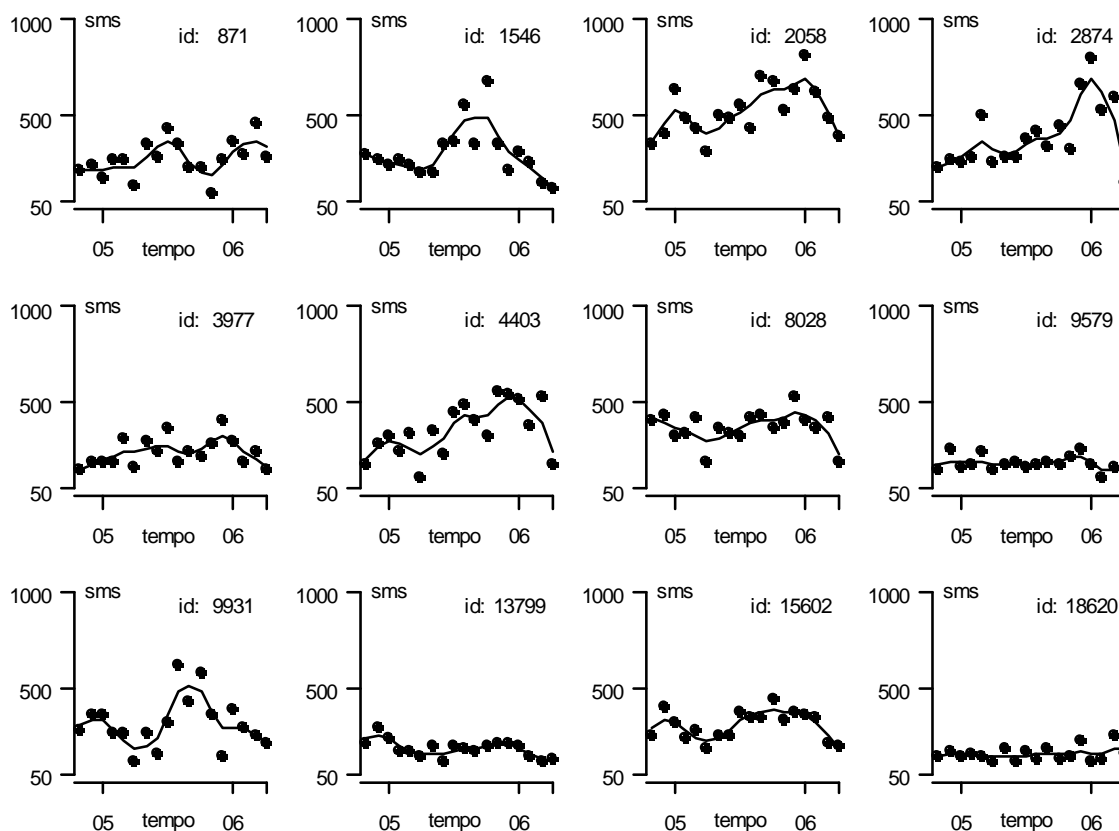 1000 sms 1000 sms 1000 sms 1000 sms
id: 871 id: 1546 id: 2058 id: 2874
500 500 500 500
50 50 50 50
05 tempo 06 05 tempo 06 05 tempo 06 05 tempo 06
1000 sms 1000 sms 1000 sms 1000 sms
id: 3977 id: 4403 id: 8028 id: 9579
500 500 500 500
50 50 50 50
05 tempo 06 05 tempo 06 05 tempo 06 05 tempo 06
1000 sms 1000 sms 1000 sms 1000 sms
id: 9931 id: 13799 id: 15602 id: 18620
500 500 500 500
50 50 50 50
05 tempo 06 05 tempo 06 05 tempo 06 05 tempo 06